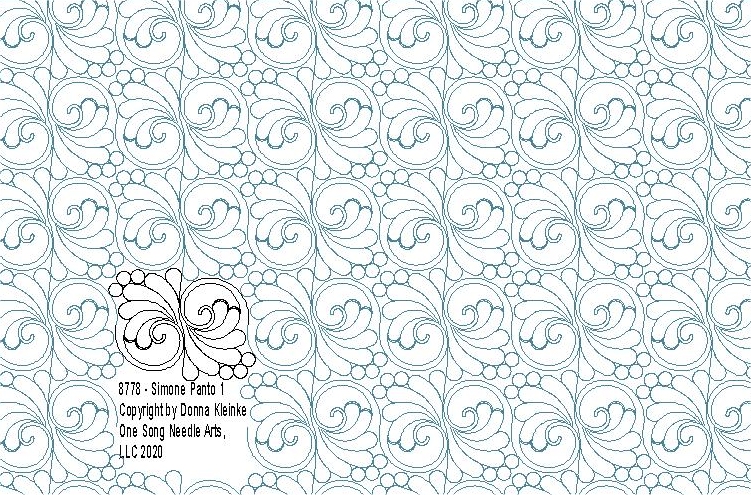 8778 - Simone Panto 1
Copyright by Donna Kleinke
One Song Needle Arts,
LLC 2020